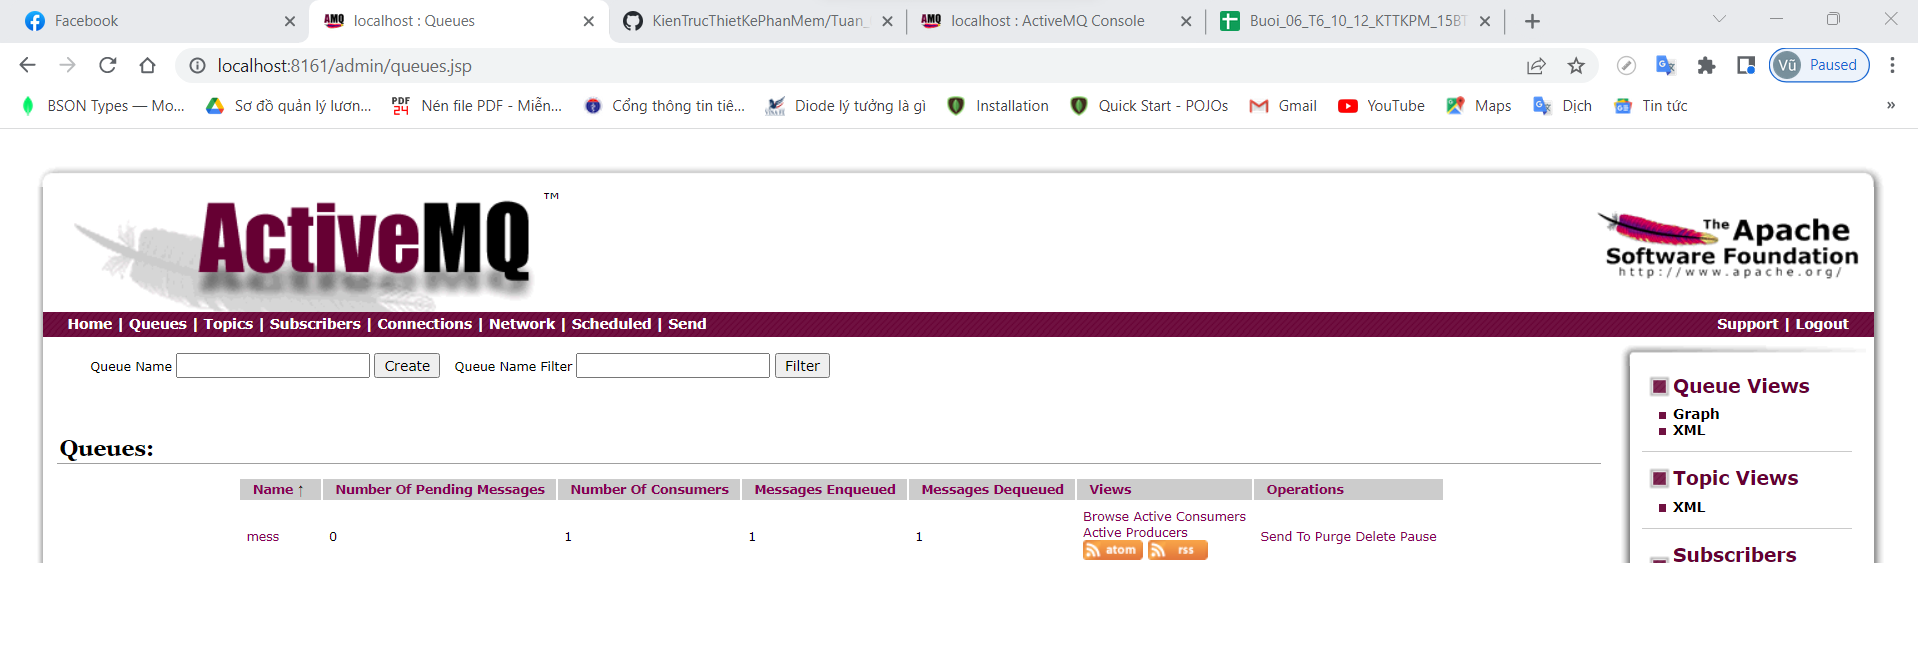 Facebook
localhost : Queues
KienTrucThietKePhanMem/Tuan_
localhost : ActiveMQ Console
Buoi_06_T6_10_12_KTTKPM_15BT
localhost:8161/admin/queues.jsp
Vũ Paused
BSON Types — Mo...
Sơ đồ quản lý lươn...
PDF 24
Nén file PDF - Miễn...
Cổng thông tin tiê...
Diode lý tưởng là gì
Installation
Quick Start - POJOs
Gmail
YouTube
Maps
Dịch
Tin tức
»
ActiveMQ ™
The Apache
Software Foundation
http://www.apache.org/
Home | Queues | Topics | Subscribers | Connections | Network | Scheduled | Send
Support | Logout
Queue Name Create Queue Name Filter Filter
Queue Views
Graph
XML
Queues:
Name ↑ Number Of Pending Messages Number Of Consumers Messages Enqueued Messages Dequeued Views Operations
mess 0 1 1 1
Browse Active Consumers
Active Producers
atom rss
Send To Purge Delete Pause
Topic Views
XML
Subscribers